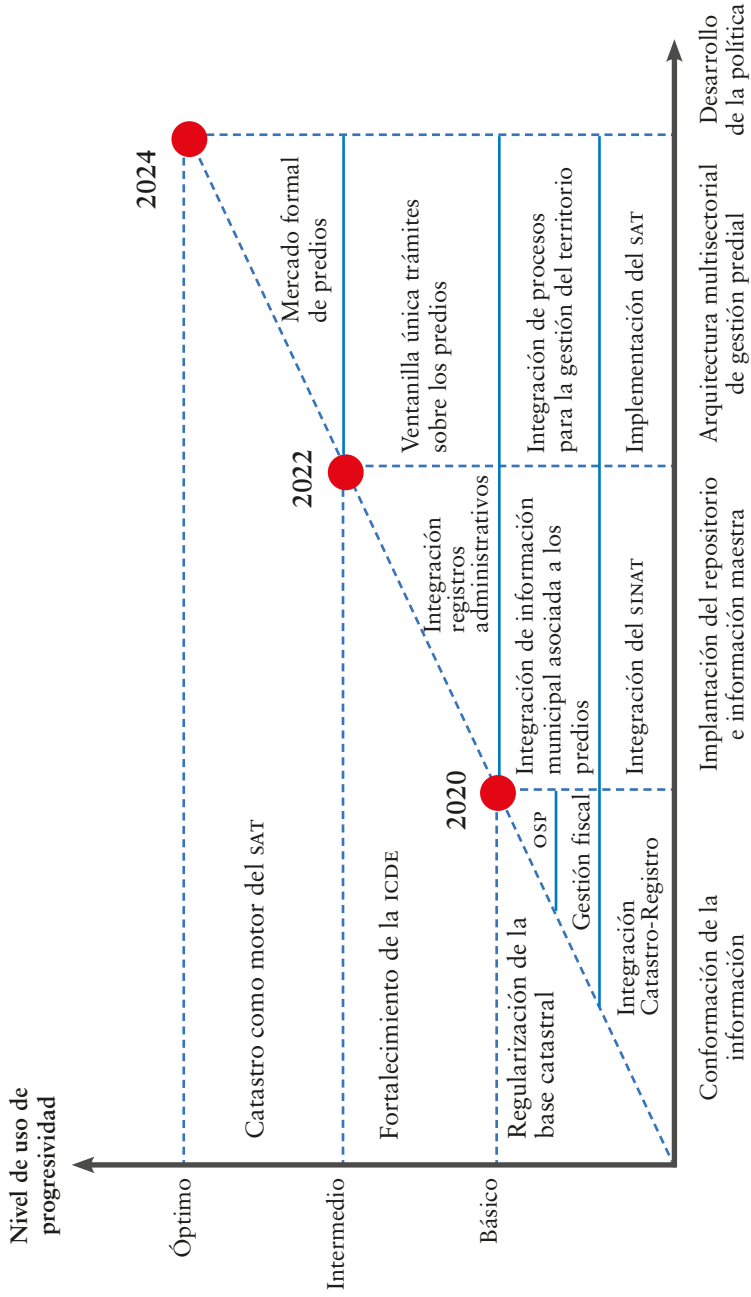 Nivel de uso de
progresividad
Óptimo
Intermedio
Básico
2024
2022
2020
Catastro como motor del SAT
Mercado formal
de predios
Fortalecimiento de la ICDE
Integración
registros
administrativos
Ventanilla única trámites
sobre los predios
Regularización de la
base catastral
OSP
Gestión fiscal
Integración
Catastro-Registro
Integración de información
municipal asociada a los
predios
Integración del SINAT
Integración de procesos
para la gestión del territorio
Implementación del SAT
Conformación de la
información
Implantación del repositorio
e información maestra
Arquitectura multisectorial
de gestión predial
Desarrollo
de la política